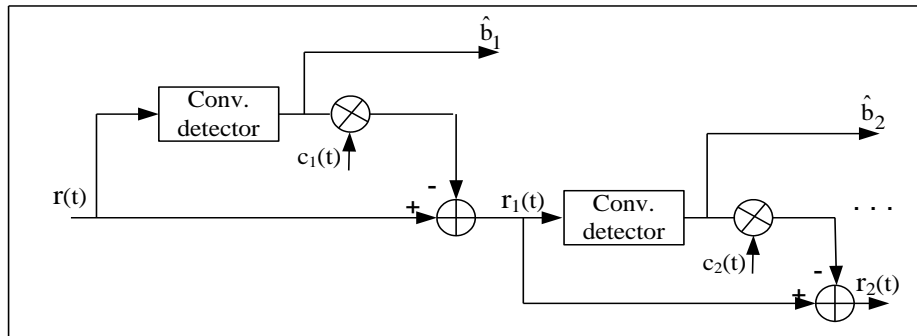 b̂₁
Conv.
detector
c₁(t)
b̂₂
r(t)
-
+
r₁(t)
Conv.
detector
. . .
c₂(t)
-
+
r₂(t)